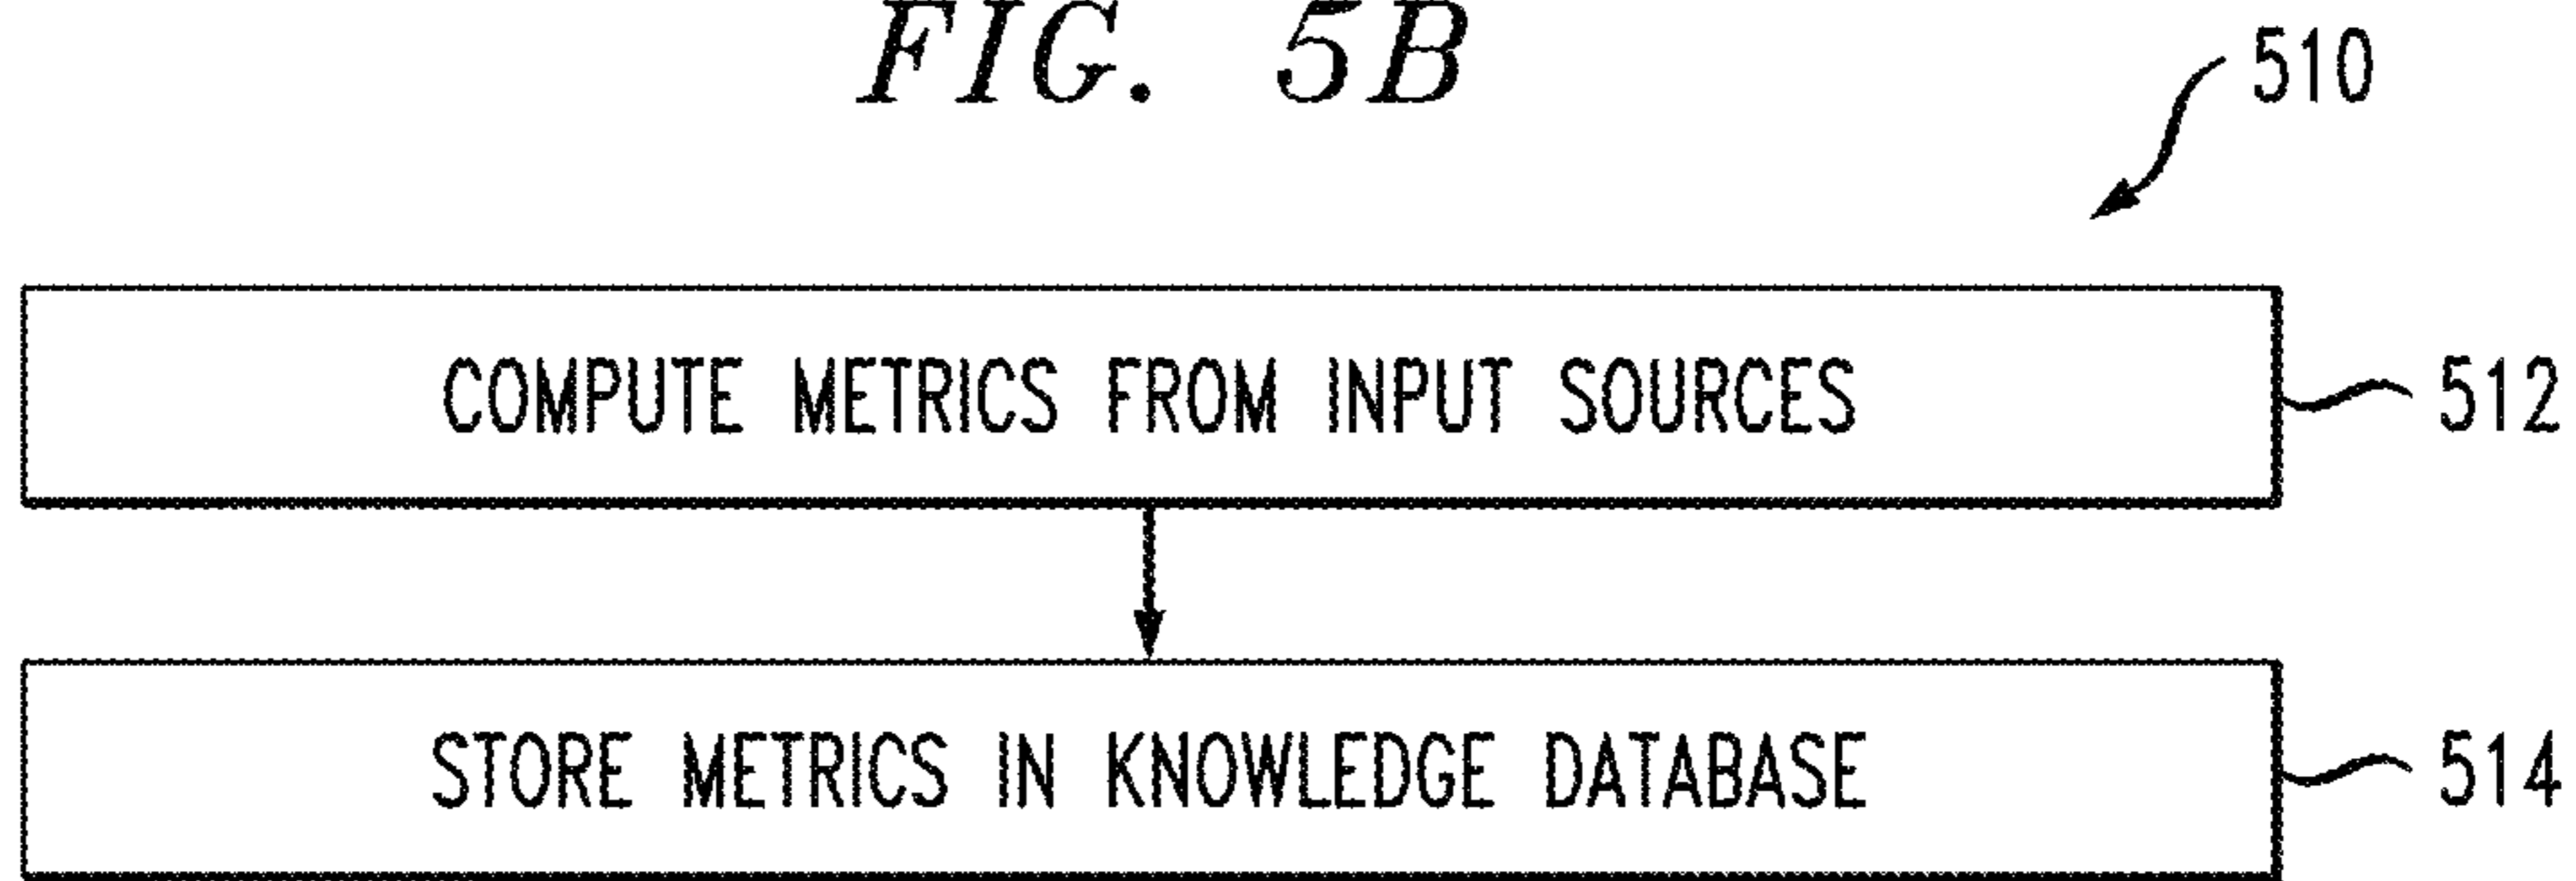 FIG. 5B
510
COMPUTE METRICS FROM INPUT SOURCES
512
STORE METRICS IN KNOWLEDGE DATABASE
514